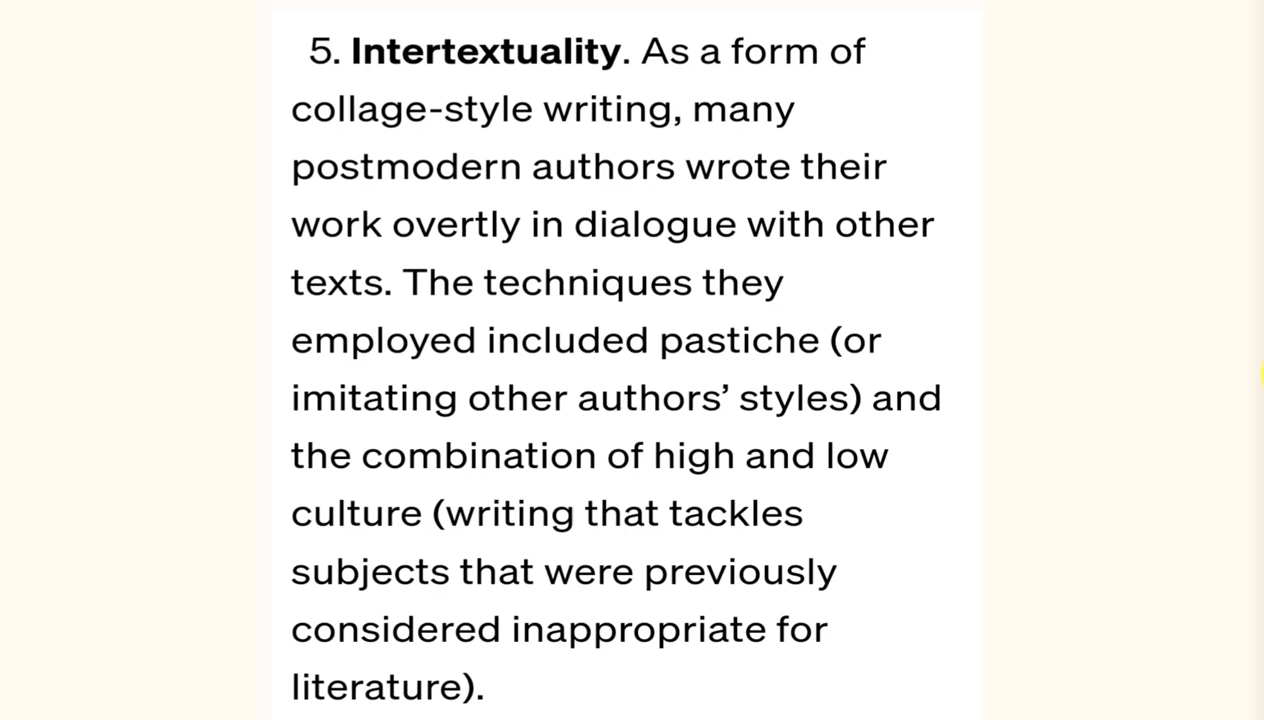 5. Intertextuality. As a form of
collage-style writing, many
postmodern authors wrote their
work overtly in dialogue with other
texts. The techniques they
employed included pastiche (or
imitating other authors’ styles) and
the combination of high and low
culture (writing that tackles
subjects that were previously
considered inappropriate for
literature).